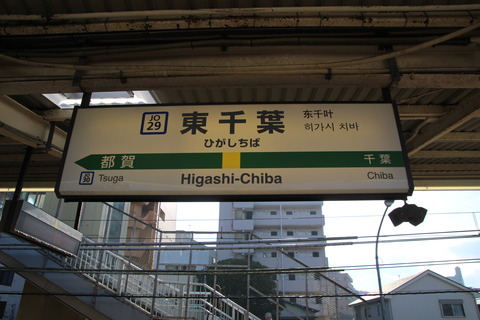 JO
29
東千葉
东千叶
히가시 치바
ひがしちば
都賀
千葉
JO
30
Tsuga
Higashi-Chiba
Chiba